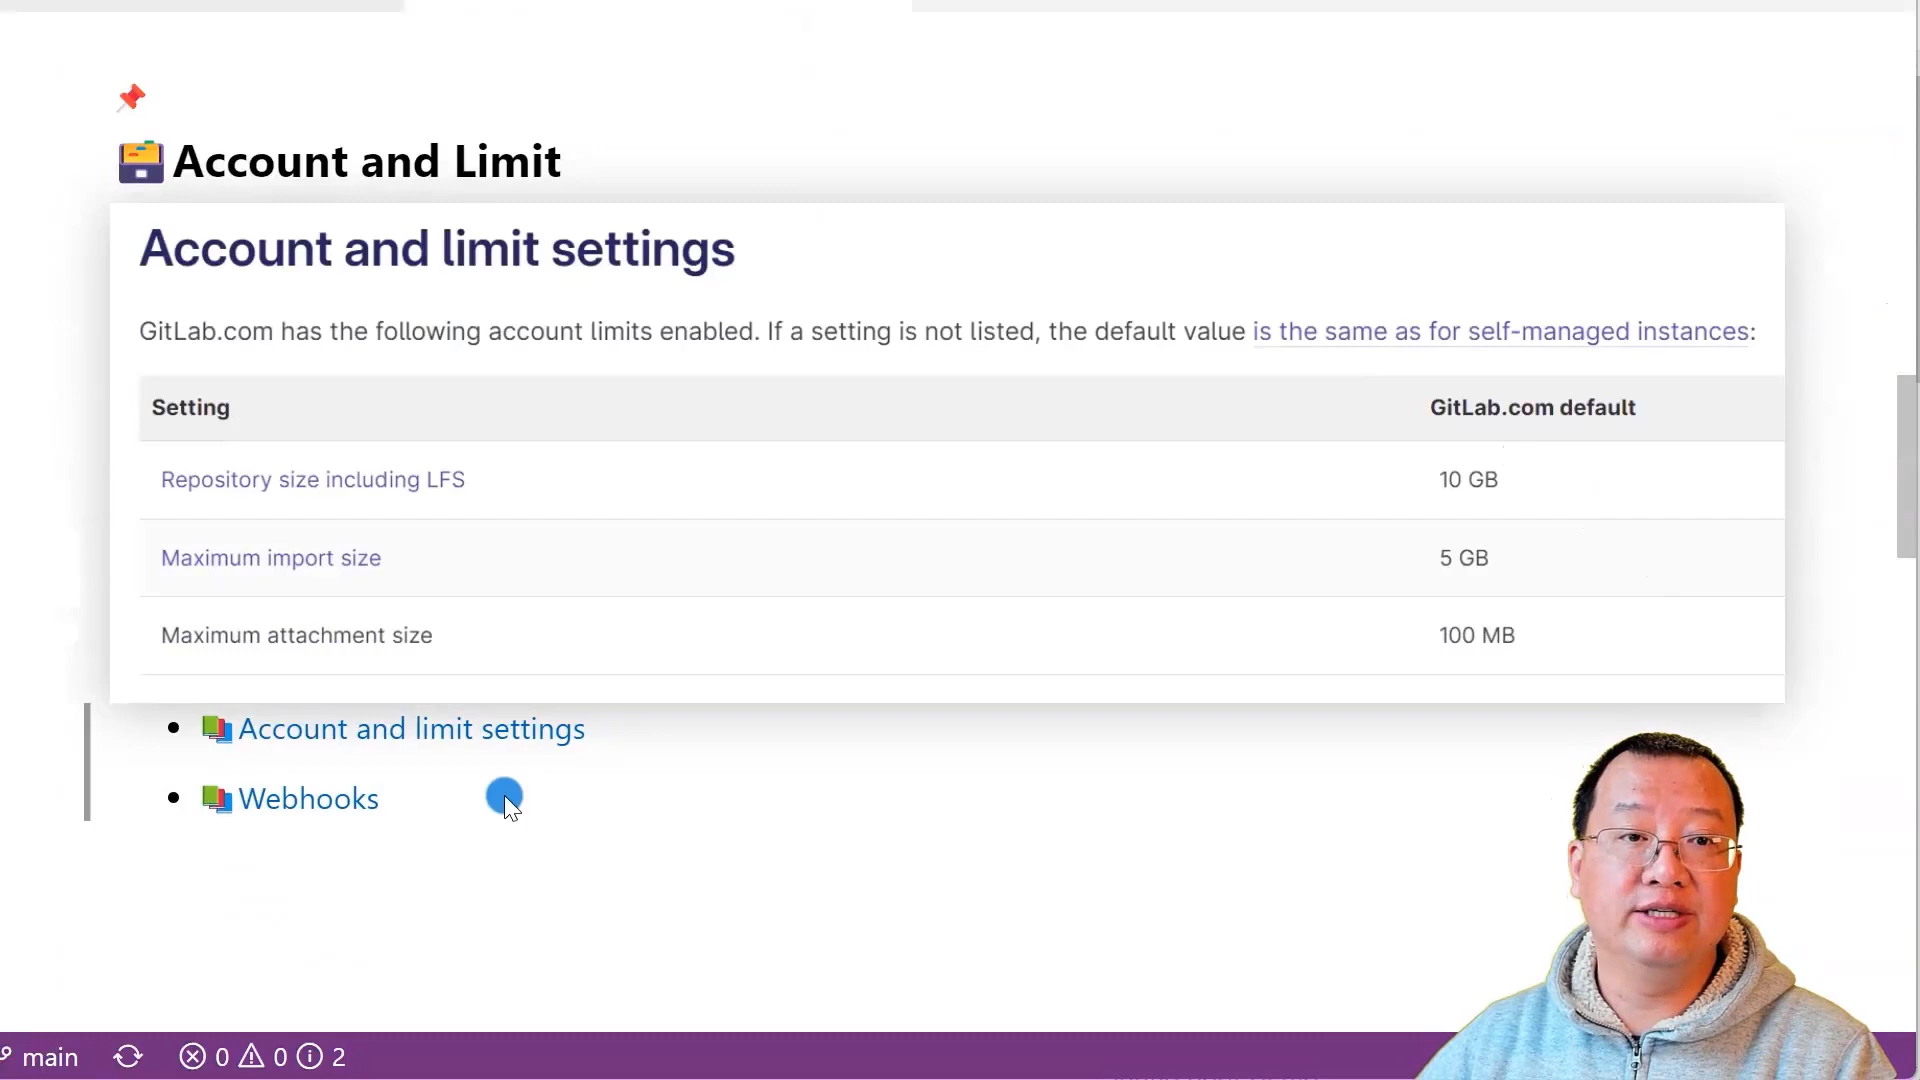 Account and Limit
Account and limit settings
GitLab.com has the following account limits enabled. If a setting is not listed, the default value is the same as for self-managed instances:
Setting GitLab.com default
Repository size including LFS 10 GB
Maximum import size 5 GB
Maximum attachment size 100 MB
Account and limit settings
Webhooks
main 0 0 2